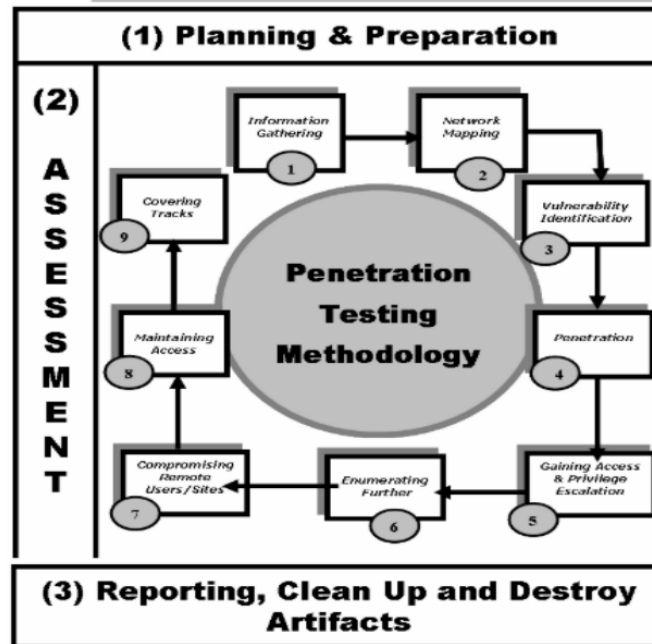 (1) Planning & Preparation
(2)
A
S
S
E
S
S
M
E
N
T
Information
Gathering
1
Network
Mapping
2
Vulnerability
Identification
3
Penetration
4
Gaining Access
& Privilege
Escalation
5
Enumerating
Further
6
Compromising
Remote
Users/Sites
7
Maintaining
Access
8
Covering
Tracks
9
Penetration
Testing
Methodology
(3) Reporting, Clean Up and Destroy
Artifacts